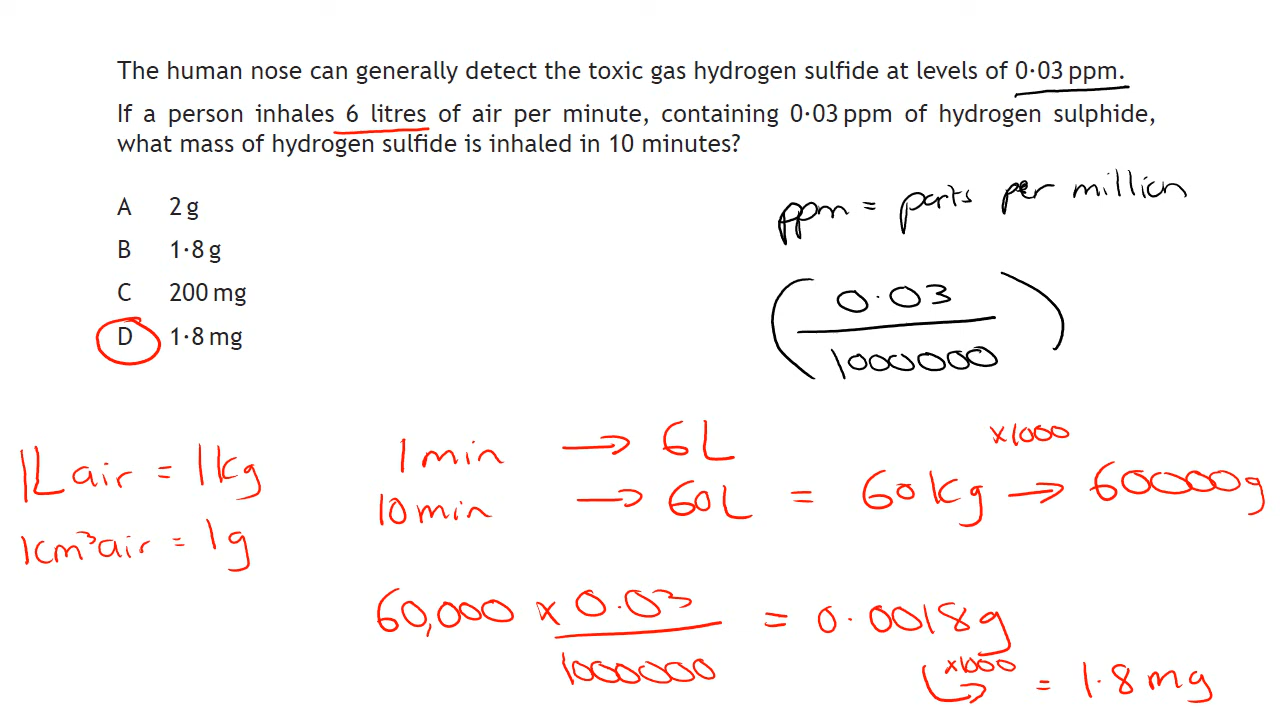 The human nose can generally detect the toxic gas hydrogen sulfide at levels of 0·03 ppm.
If a person inhales 6 litres of air per minute, containing 0·03 ppm of hydrogen sulphide,
what mass of hydrogen sulfide is inhaled in 10 minutes?
A 2 g
B 1·8 g
C 200 mg
D 1·8 mg
ppm = parts per million
( 0.03
1000000 )
1L air = 1kg
1cm³ air = 1g
1 min → 6L
x1000
10 min → 60L = 60kg → 60000g
60,000 x 0.03 = 0.0018g
1000000
x1000
= 1.8 mg